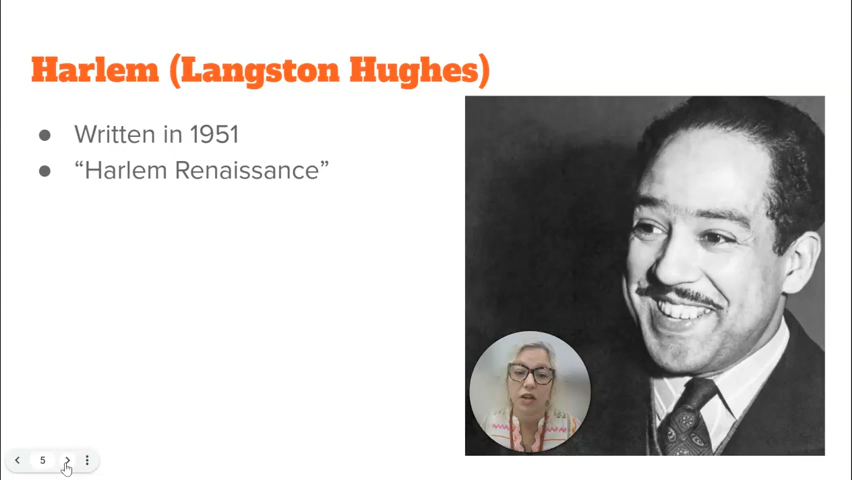 Harlem (Langston Hughes)
● Written in 1951
● “Harlem Renaissance”
5